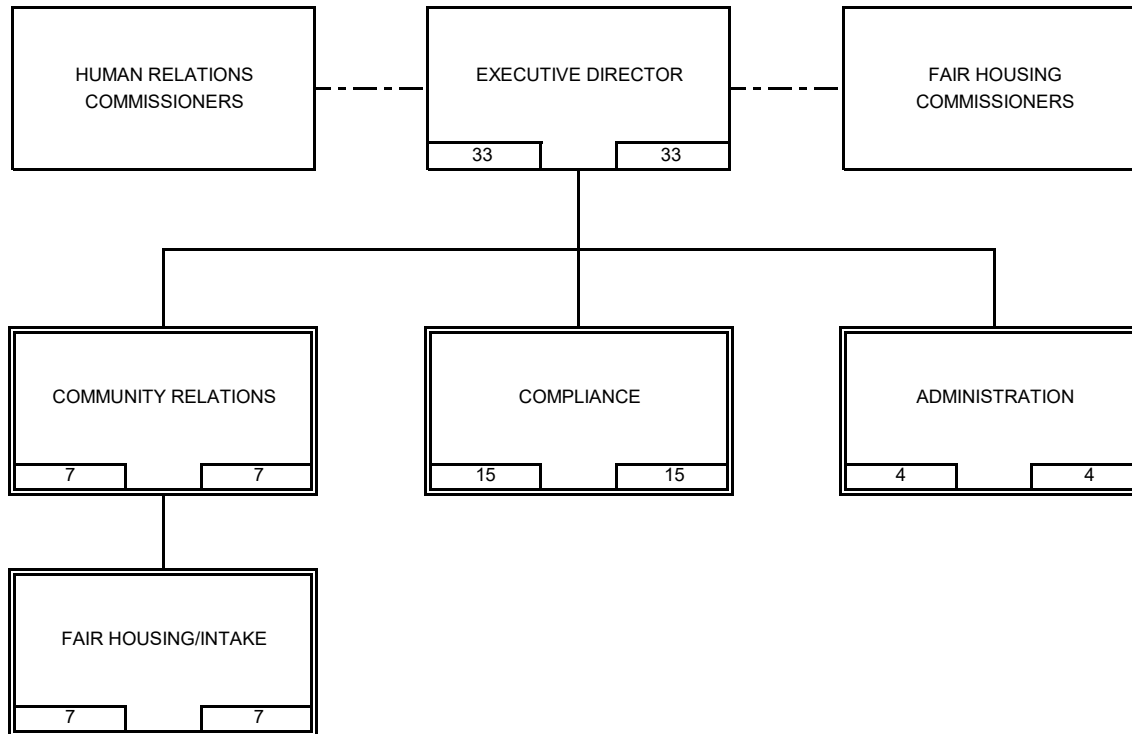 HUMAN RELATIONS
COMMISSIONERS
EXECUTIVE DIRECTOR
33 33
FAIR HOUSING
COMMISSIONERS
COMMUNITY RELATIONS
7 7
COMPLIANCE
15 15
ADMINISTRATION
4 4
FAIR HOUSING/INTAKE
7 7